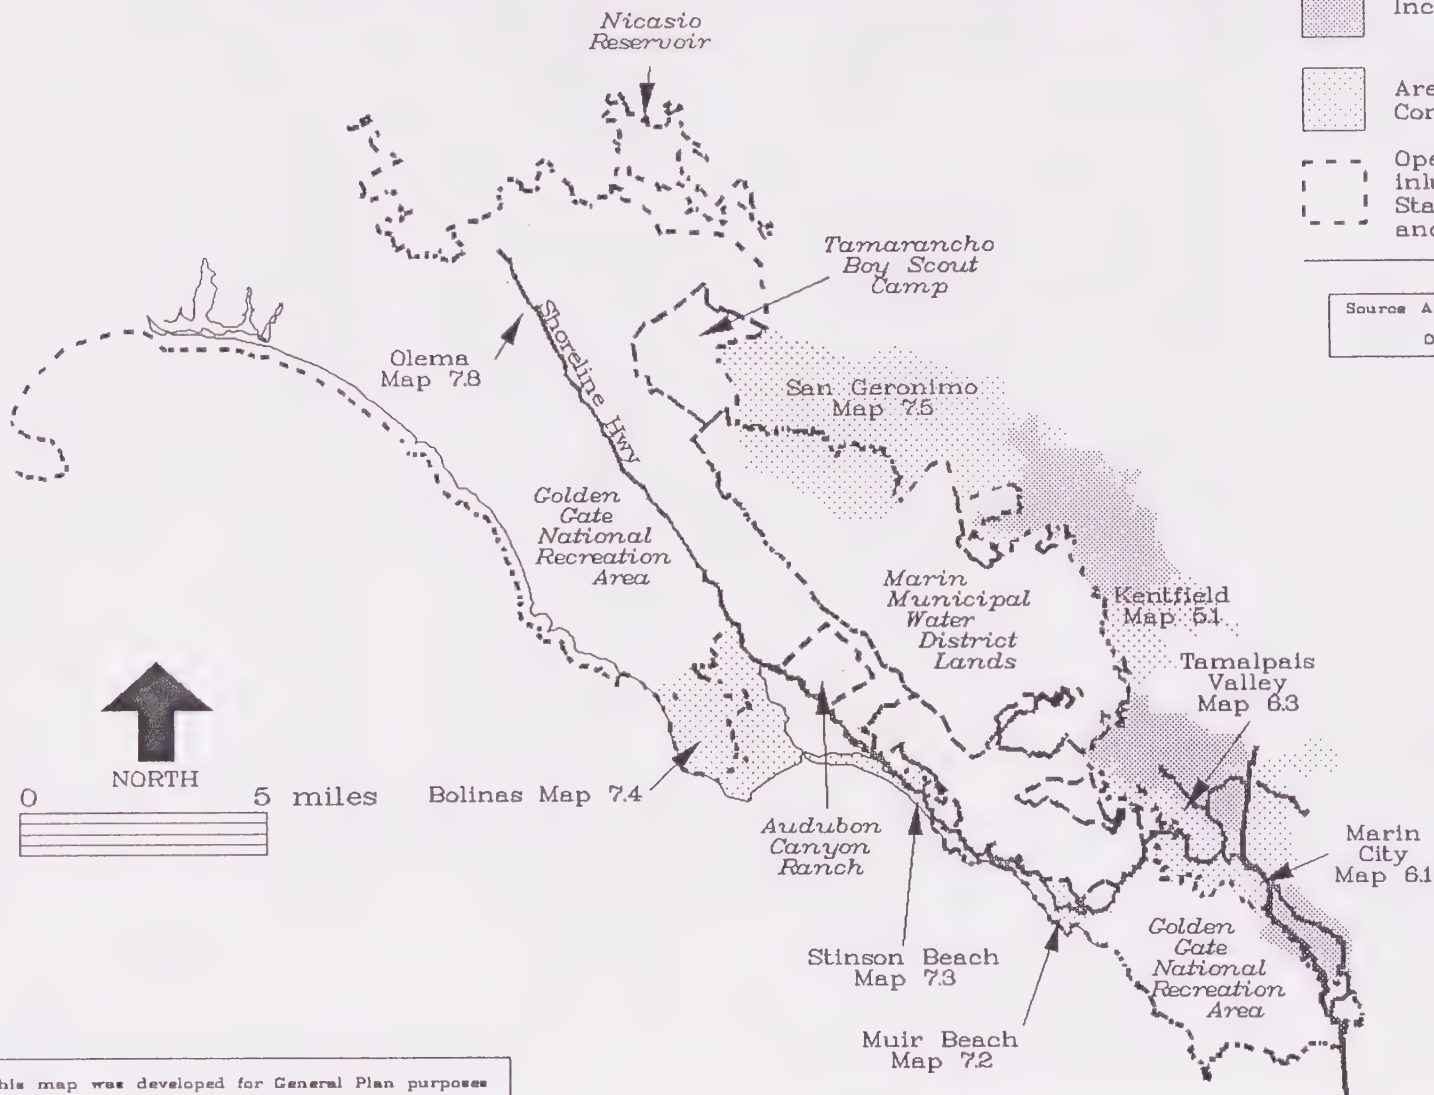 Nicasio
Reservoir
Inc
Are
Con
Ope
inlu
Sta
and
Source A
D
Tamarancho
Boy Scout
Camp
Olema
Map 7.8
Shoreline Hwy
San Geronimo
Map 7.5
Golden
Gate
National
Recreation
Area
Marin
Municipal
Water
District
Lands
Kentfield
Map 5.1
Tamalpais
Valley
Map 6.3
NORTH
0 5 miles
Bolinas Map 7.4
Audubon
Canyon
Ranch
Marin
City
Map 6.1
Stinson Beach
Map 7.3
Golden
Gate
National
Recreation
Area
Muir Beach
Map 7.2
his map was developed for General Plan purposes